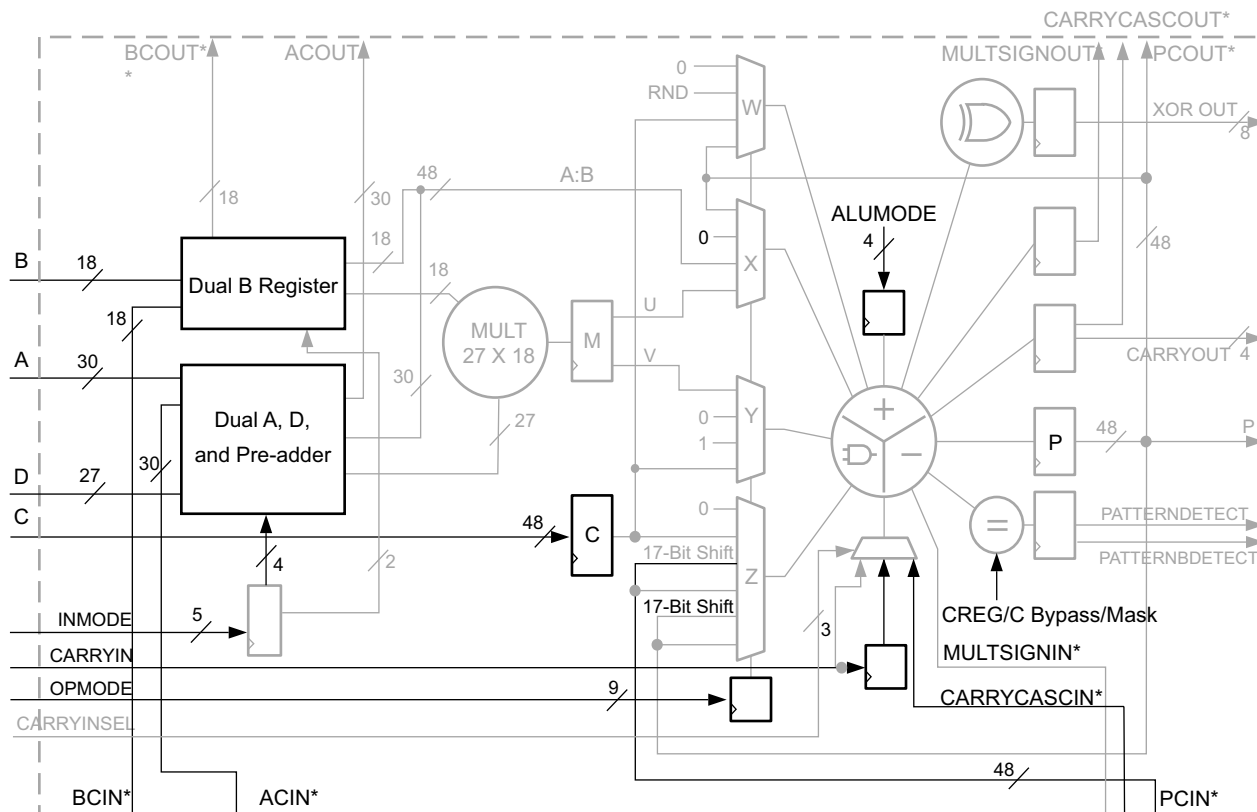 CARRYCASCOUT*
BCOUT*
*
ACOUT
MULTSIGNOUT
PCOUT*
0
RND
W
XOR OUT
8
18
30
48
A:B
ALUMODE
4
48
B
18
Dual B Register
18
18
0
X
18
MULT
27 X 18
M
U
V
A
30
30
CARRYOUT
4
Dual A, D,
and Pre-adder
27
Y
0
1
+
−
P
48
P
D
27
30
C
48
C
0
17-Bit Shift
Z
17-Bit Shift
=
PATTERNDETECT
PATTERNBDETECT
4
2
INMODE
5
3
CREG/C Bypass/Mask
CARRYIN
MULTSIGNIN*
OPMODE
9
CARRYCASCIN*
CARRYINSEL
48
BCIN*
ACIN*
PCIN*